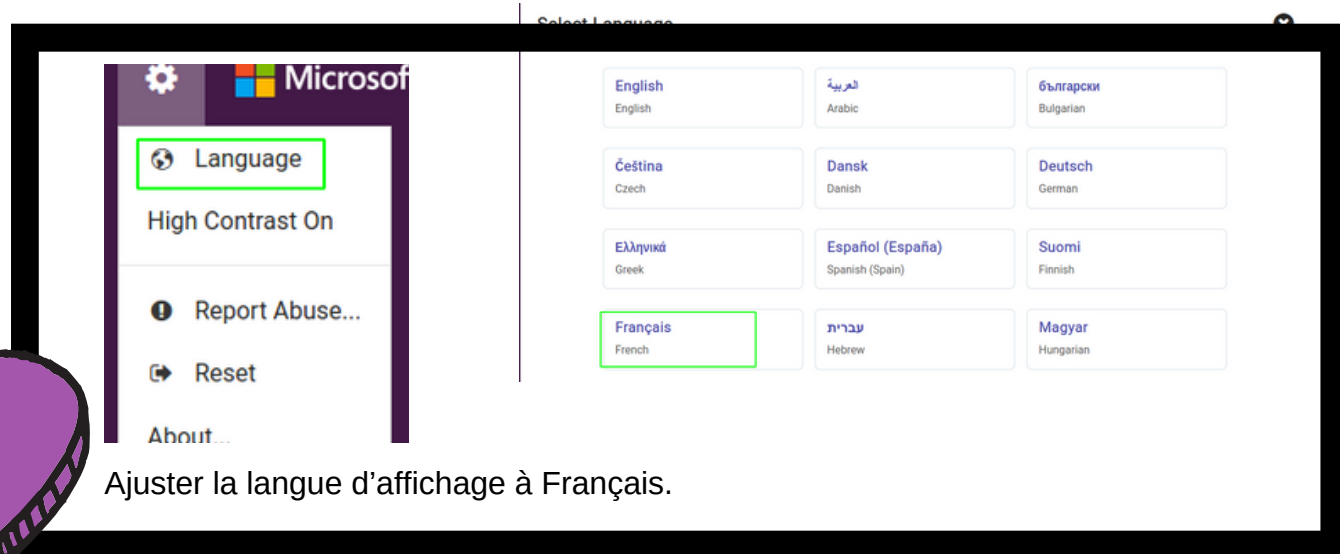 Select Language
Microsof
Language
High Contrast On
Report Abuse...
Reset
About...
English
English
العربية
Arabic
български
Bulgarian
Čeština
Czech
Dansk
Danish
Deutsch
German
Ελληνικά
Greek
Español (España)
Spanish (Spain)
Suomi
Finnish
Français
French
עברית
Hebrew
Magyar
Hungarian
Ajuster la langue d’affichage à Français.